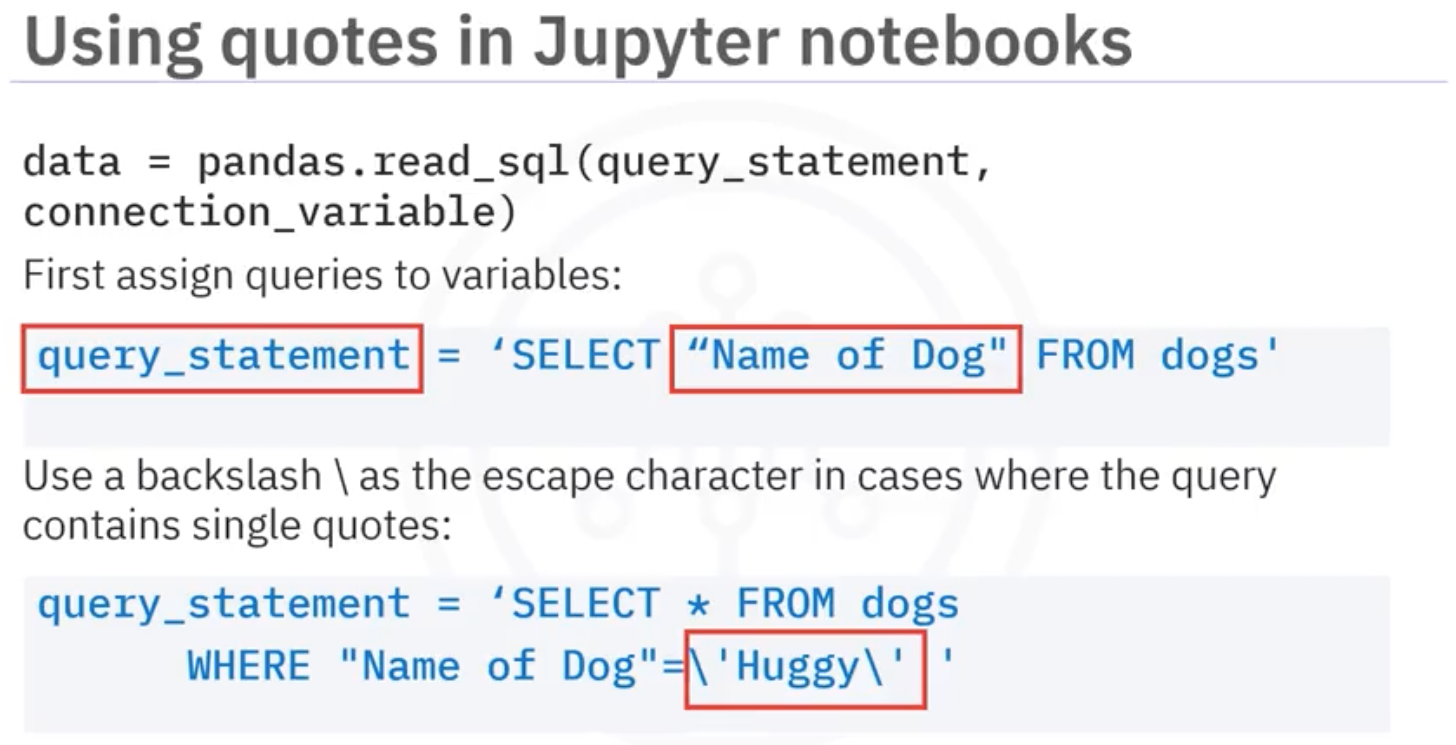 Using quotes in Jupyter notebooks
data = pandas.read_sql(query_statement,
connection_variable)
First assign queries to variables:
query_statement = ‘SELECT “Name of Dog" FROM dogs'
Use a backslash \ as the escape character in cases where the query
contains single quotes:
query_statement = ‘SELECT * FROM dogs
WHERE "Name of Dog"=\'Huggy\' '